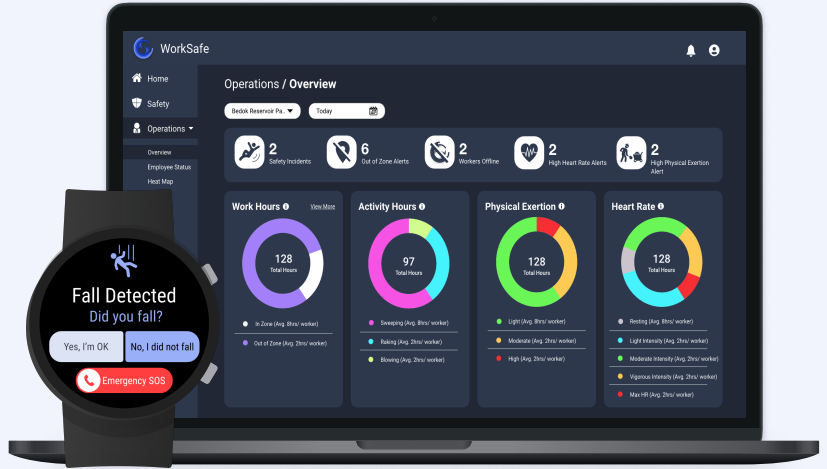 WorkSafe
Home
Safety
Operations
Overview
Employee Status
Heat Map
Operations / Overview
Bedok Reservoir Pa..
Today
2
Safety Incidents
6
Out of Zone Alerts
2
Workers Offline
2
High Heart Rate Alerts
2
High Physical Exertion
Alert
Work Hours
View More
128
Total Hours
In Zone (Avg. 8hrs/ worker)
Out of Zone (Avg. 2hrs/ worker)
Activity Hours
97
Total Hours
Sweeping (Avg. 8hrs/ worker)
Raking (Avg. 2hrs/ worker)
Blowing (Avg. 2hrs/ worker)
Physical Exertion
128
Total Hours
Light (Avg. 8hrs/ worker)
Moderate (Avg. 2hrs/ worker)
High (Avg. 2hrs/ worker)
Heart Rate
128
Total Hours
Resting (Avg. 8hrs/ worker)
Light Intensity (Avg. 2hrs/ worker)
Moderate Intensity (Avg. 2hrs/ worker)
Vigorous Intensity (Avg. 2hrs/ worker)
Max HR (Avg. 2hrs/ worker)
Fall Detected
Did you fall?
Yes, I'm OK
No, I did not fall
Emergency SOS